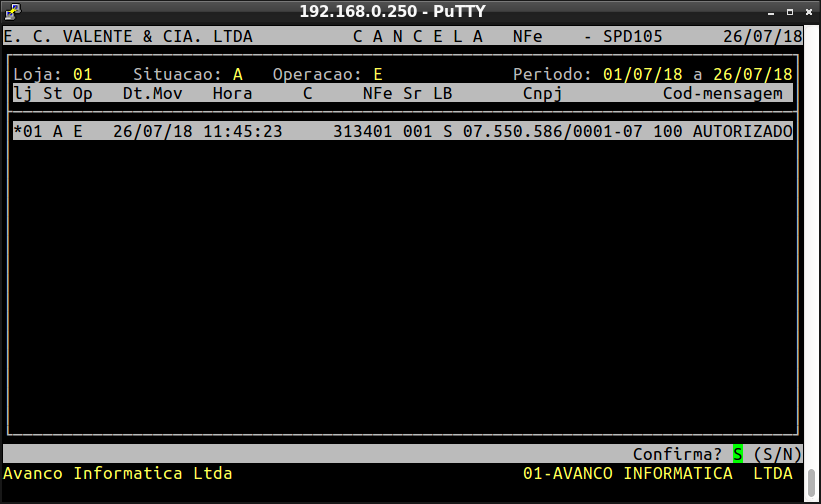 192.168.0.250 - PuTTY
E. C. VALENTE & CIA. LTDA C A N C E L A NFe - SPD105 26/07/18
Loja: 01 Situacao: A Operacao: E Periodo: 01/07/18 a 26/07/18
lj St Op Dt.Mov Hora C NFe Sr LB Cnpj Cod-mensagem
*01 A E 26/07/18 11:45:23 313401 001 S 07.550.586/0001-07 100 AUTORIZADO
Confirma? S (S/N)
Avanco Informatica Ltda 01-AVANCO INFORMATICA LTDA